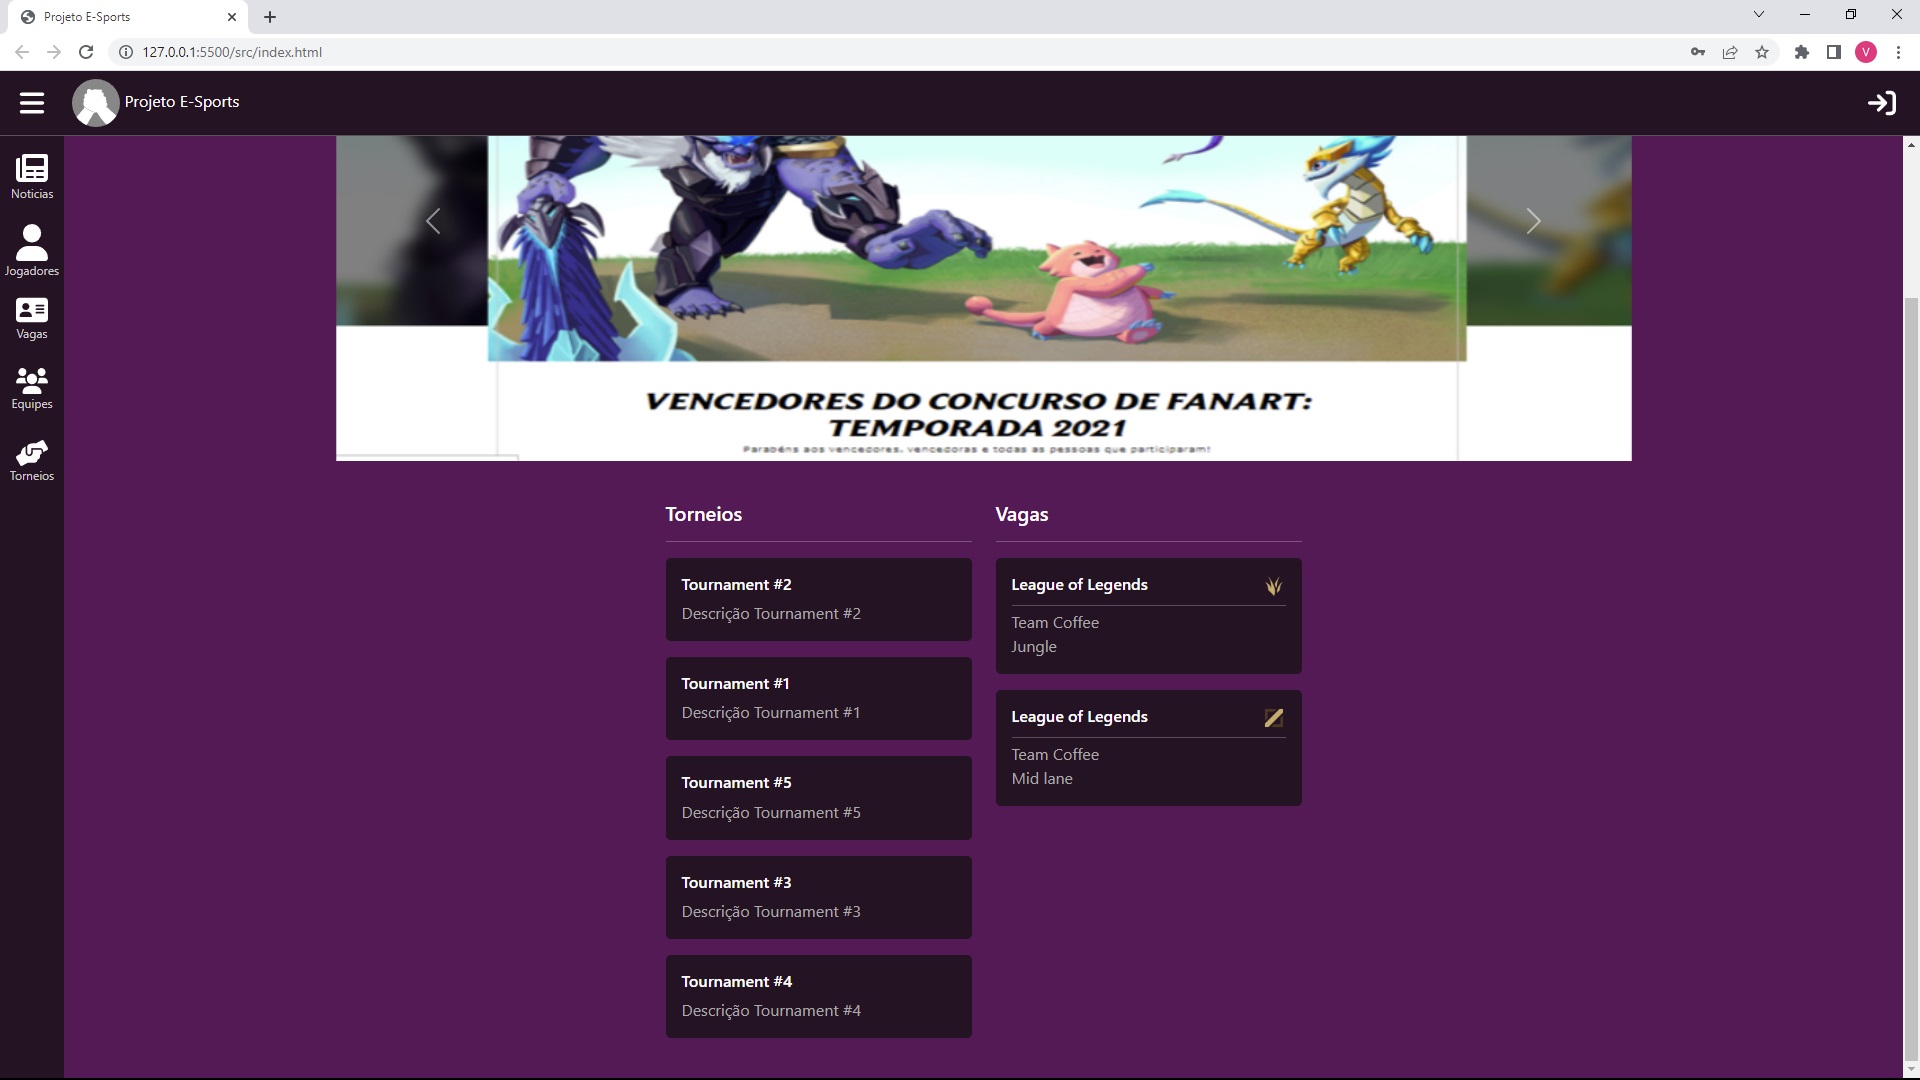 Projeto E-Sports
127.0.0.1:5500/src/index.html
V
Projeto E-Sports
Noticias
Jogadores
Vagas
Equipes
Torneios
VENCEDORES DO CONCURSO DE FANART:
TEMPORADA 2021
Parabéns aos vencedores, vencedoras e todas as pessoas que participaram!
Torneios
Tournament #2
Descrição Tournament #2
Tournament #1
Descrição Tournament #1
Tournament #5
Descrição Tournament #5
Tournament #3
Descrição Tournament #3
Tournament #4
Descrição Tournament #4
Vagas
League of Legends
Team Coffee
Jungle
League of Legends
Team Coffee
Mid lane